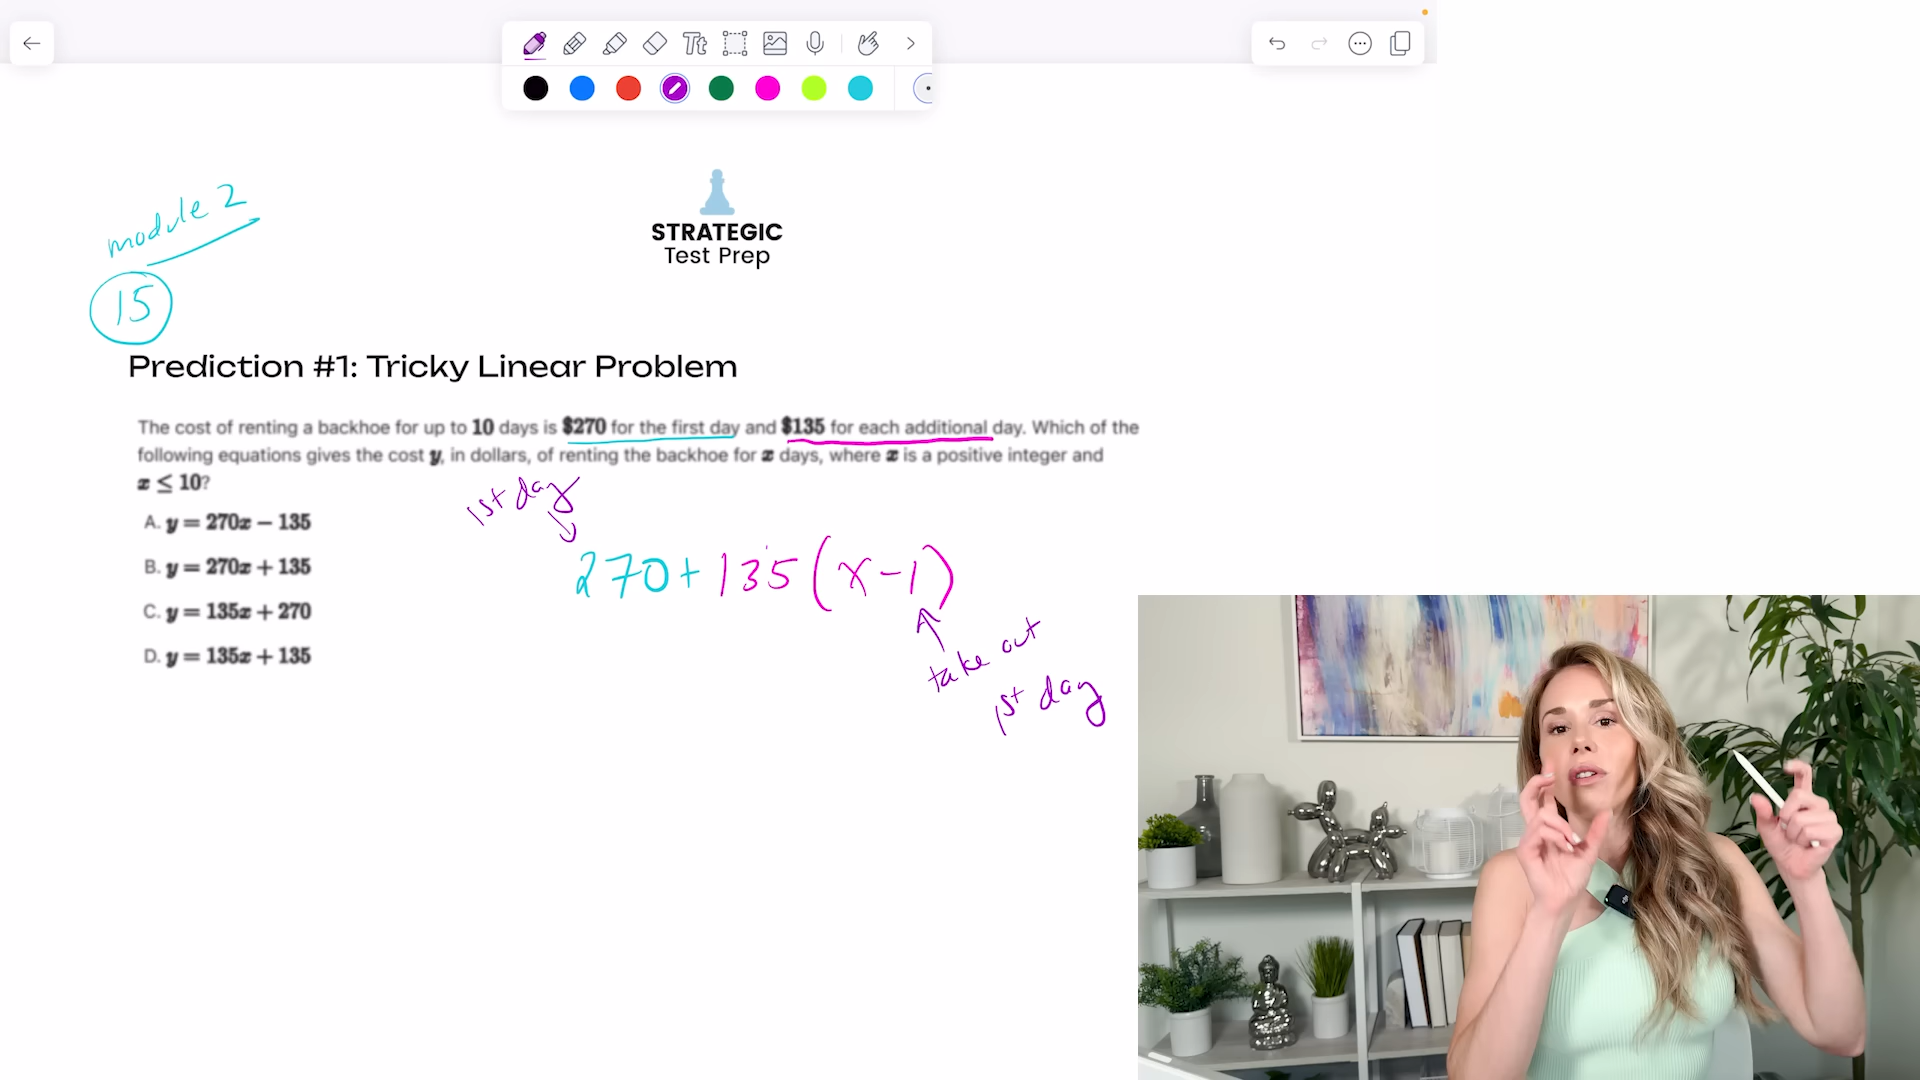 Tt
module 2
15
STRATEGIC
Test Prep
Prediction #1: Tricky Linear Problem
The cost of renting a backhoe for up to 10 days is $270 for the first day and $135 for each additional day. Which of the
following equations gives the cost y, in dollars, of renting the backhoe for x days, where x is a positive integer and
x ≤ 10?
A. y = 270x − 135
B. y = 270x + 135
C. y = 135x + 270
D. y = 135x + 135
1st day
270 + 135 (x - 1)
take out
1st day